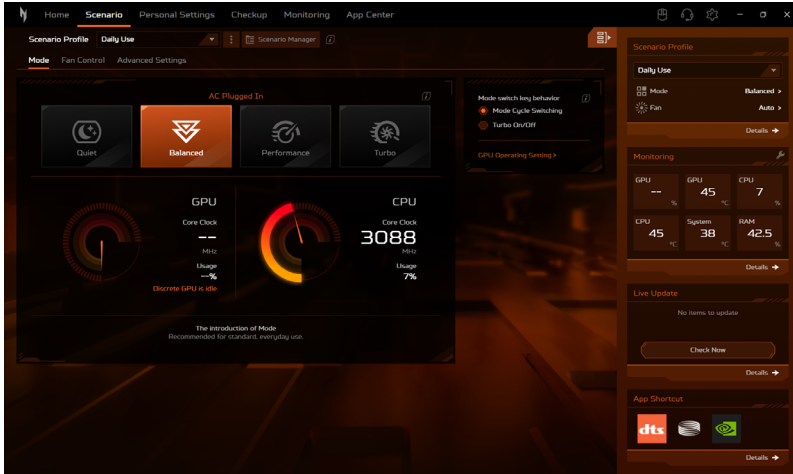 Home Scenario Personal Settings Checkup Monitoring App Center
Scenario Profile Daily Use Scenario Manager
Mode Fan Control Advanced Settings
AC Plugged In
Quiet Balanced Performance Turbo
GPU
Core Clock
--
MHz
Usage
--%
Discrete GPU is idle
CPU
Core Clock
3088
MHz
Usage
7%
The introduction of Mode
Recommended for standard, everyday use.
Mode switch key behavior
Mode Cycle Switching
Turbo On/Off
GPU Operating Setting >
Scenario Profile
Daily Use
Mode Balanced >
Fan Auto >
Details →
Monitoring
GPU GPU CPU
-- 45 7
% °C %
CPU System RAM
45 38 42.5
°C °C %
Details →
Live Update
No items to update
Check Now
Details →
App Shortcut
dts
Details →